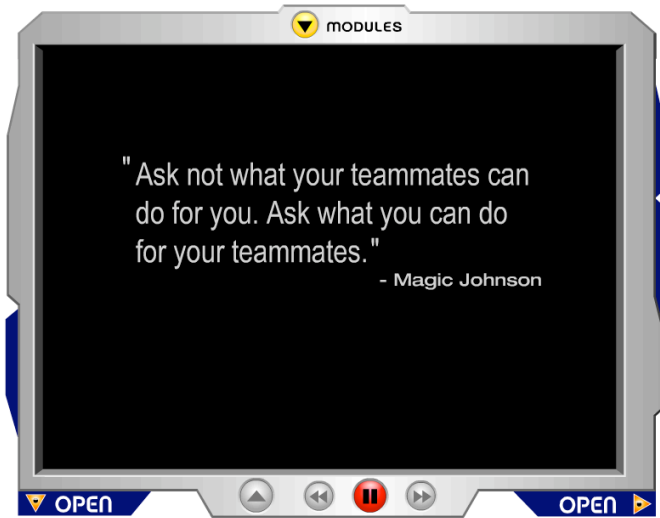 MODULES
"Ask not what your teammates can
do for you. Ask what you can do
for your teammates."
- Magic Johnson
OPEN
OPEN